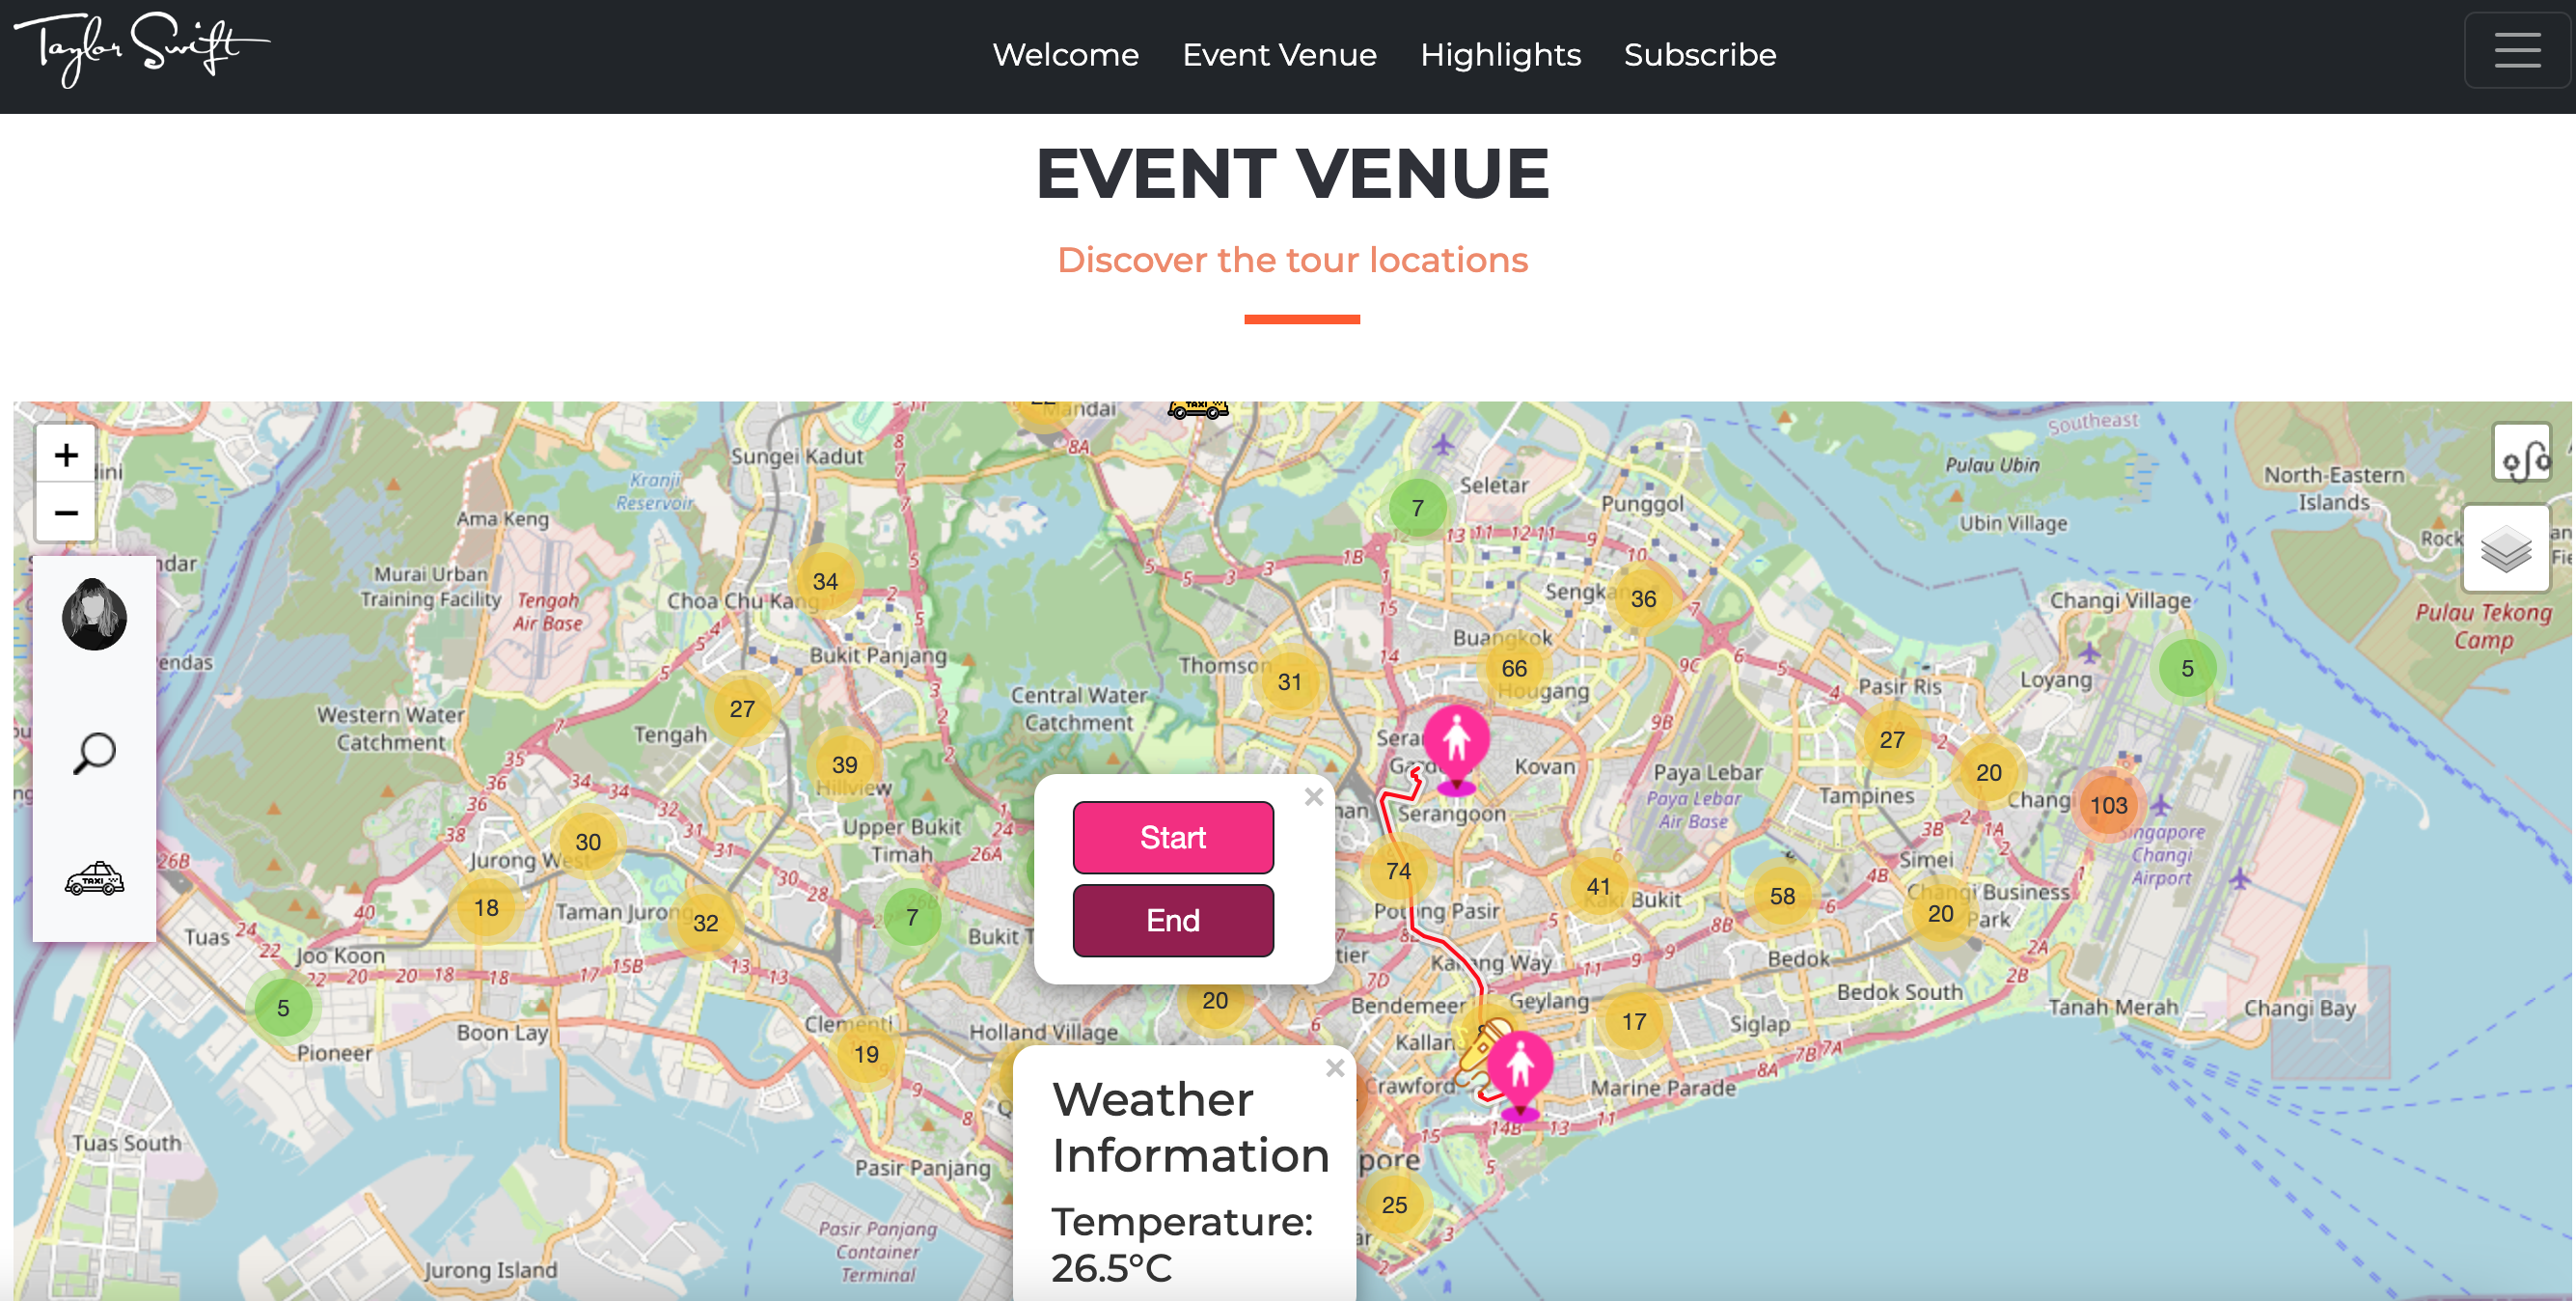 Taylor Swift
Welcome Event Venue Highlights Subscribe
EVENT VENUE
Discover the tour locations
Mandai
TAXI
8A
Southeast
+
−
Sungei Kadut
Kranji
Reservoir
Ama Keng
Murai Urban
Training Facility
Tengah
Air Base
34
Choa Chu Kang
Bukit Panjang
27
Western Water
Catchment
Tengah
39
Hillview
Central Water
Catchment
Thomson
31
7
Seletar
Punggol
Pulau Ubin
Ubin Village
North-Eastern
Islands
36
Buangkok
66
Hougang
Changi Village
Pulau Tekong
Camp
5
Loyang
Pasir Ris
27
20
103
Singapore
Changi
Airport
Kovan
Serangoon
Paya Lebar
Paya Lebar
Air Base
Tampines
Simei
Changi Business
Park
20
58
41
Kaki Bukit
74
Potong Pasir
×
Start
End
Upper Bukit
Timah
30
Jurong West
18
Taman Jurong
32
7
TAXI
Tuas
Joo Koon
5
Pioneer
Boon Lay
Clementi
19
Holland Village
20
Bendemeer
Geylang
17
Siglap
Bedok
Bedok South
Tanah Merah
Changi Bay
Crawford
Marine Parade
×
Weather
Information
Temperature:
26.5°C
Tuas South
Pasir Panjang
Pasir Panjang
Container
Terminal
Jurong Island
25